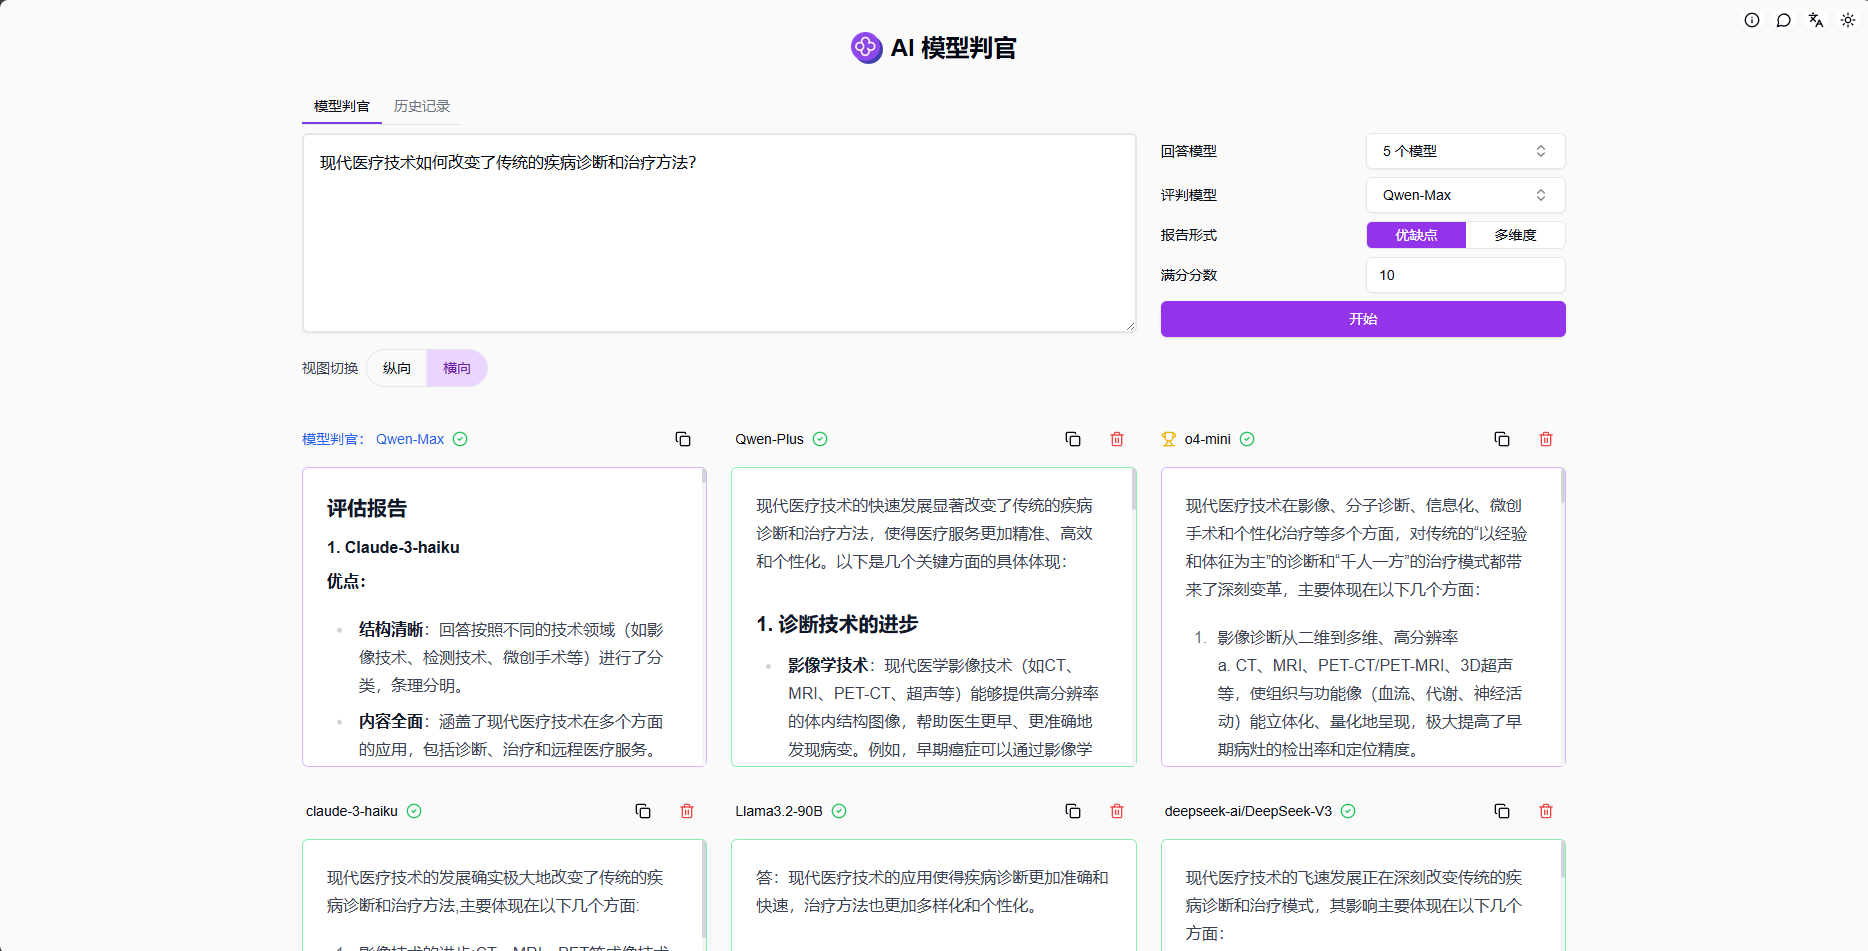 AI 模型判官
模型判官
历史记录
现代医疗技术如何改变了传统的疾病诊断和治疗方法?
回答模型
5 个模型
评判模型
Qwen-Max
报告形式
优缺点
多维度
满分分数
10
开始
视图切换
纵向
横向
模型判官： Qwen-Max
评估报告
1. Claude-3-haiku
优点：
结构清晰：回答按照不同的技术领域（如影
像技术、检测技术、微创手术等）进行了分
类，条理分明。
内容全面：涵盖了现代医疗技术在多个方面
的应用，包括诊断、治疗和远程医疗服务。
Qwen-Plus
现代医疗技术的快速发展显著改变了传统的疾病
诊断和治疗方法，使得医疗服务更加精准、高效
和个性化。以下是几个关键方面的具体体现：
1. 诊断技术的进步
影像学技术：现代医学影像技术（如CT、
MRI、PET-CT、超声等）能够提供高分辨率
的体内结构图像，帮助医生更早、更准确地
发现病变。例如，早期癌症可以通过影像学
o4-mini
现代医疗技术在影像、分子诊断、信息化、微创
手术和个性化治疗等多个方面，对传统的“以经验
和体征为主”的诊断和“千人一方”的治疗模式都带
来了深刻变革，主要体现在以下几个方面：
1. 影像诊断从二维到多维、高分辨率
a. CT、MRI、PET-CT/PET-MRI、3D超声
等，使组织与功能像（血流、代谢、神经活
动）能立体化、量化地呈现，极大提高了早
期病灶的检出率和定位精度。
claude-3-haiku
现代医疗技术的发展确实极大地改变了传统的疾
病诊断和治疗方法,主要体现在以下几个方面:
1. 影像技术的进步:CT、MRI、PET等成像技术
Llama3.2-90B
答：现代医疗技术的应用使得疾病诊断更加准确和
快速，治疗方法也更加多样化和个性化。
deepseek-ai/DeepSeek-V3
现代医疗技术的飞速发展正在深刻改变传统的疾
病诊断和治疗模式，其影响主要体现在以下几个
方面：